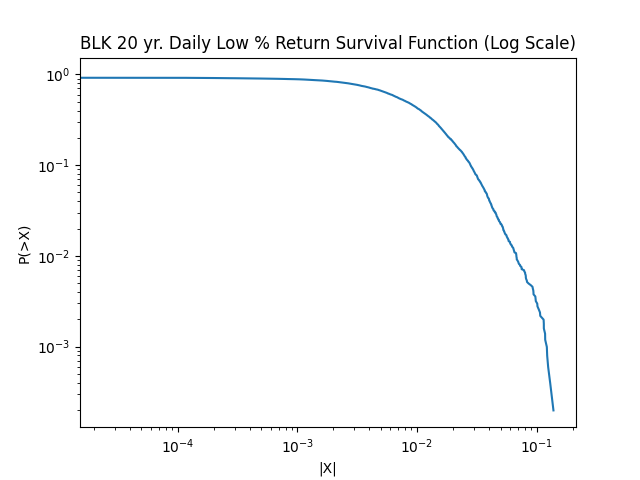 BLK 20 yr. Daily Low % Return Survival Function (Log Scale)
10⁰
10⁻¹
10⁻²
10⁻³
P(>X)
10⁻⁴
10⁻³
10⁻²
10⁻¹
|X|